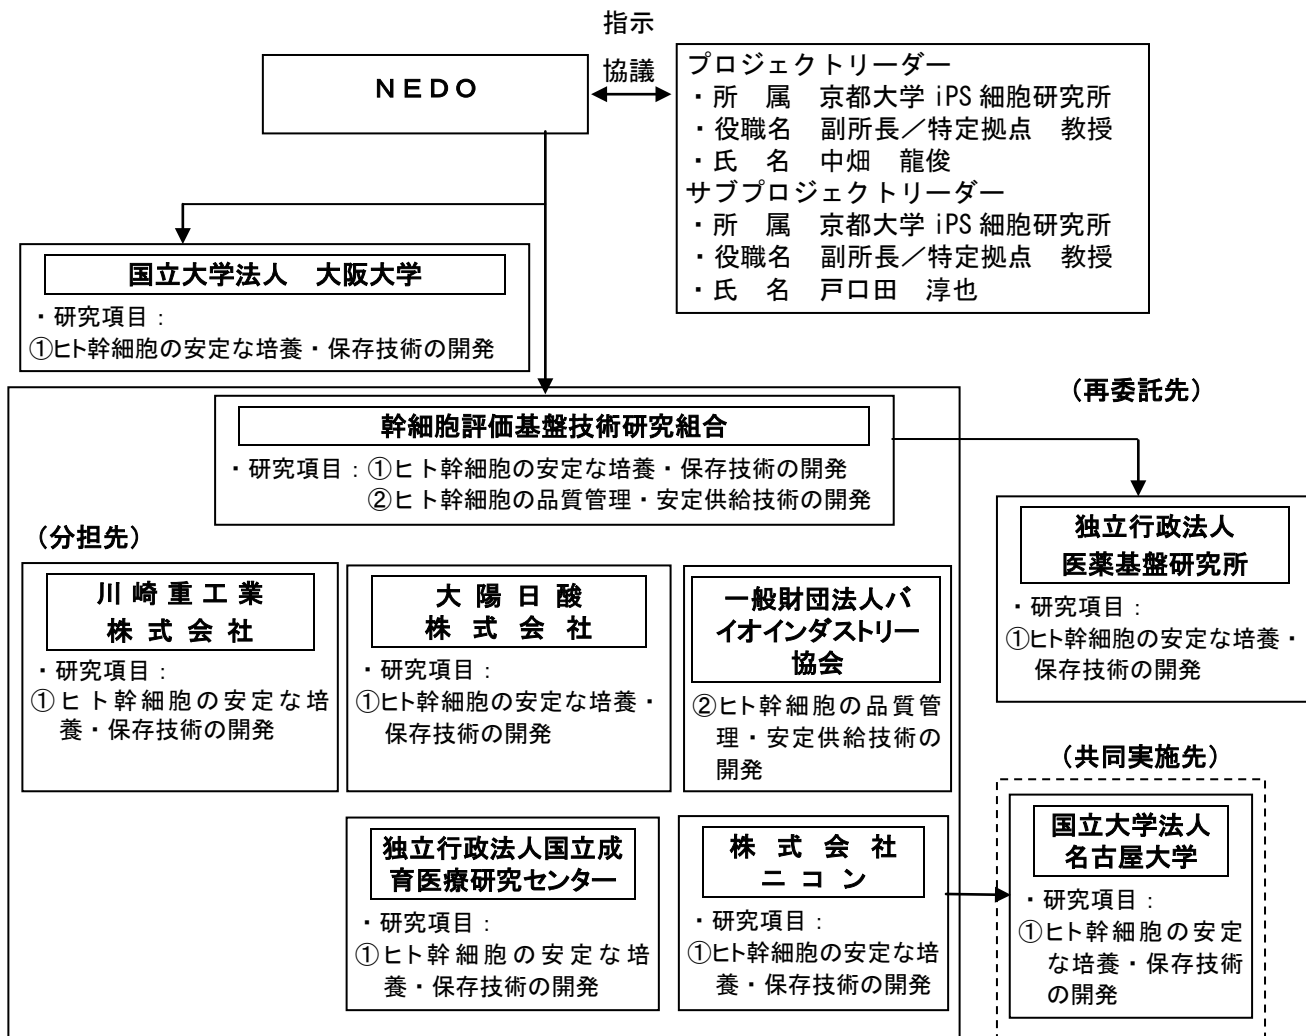 指示
協議
ＮＥＤＯ
プロジェクトリーダー
・所　属　京都大学 iPS 細胞研究所
・役職名　副所長／特定拠点　教授
・氏　名　中畑　龍俊
サブプロジェクトリーダー
・所　属　京都大学 iPS 細胞研究所
・役職名　副所長／特定拠点　教授
・氏　名　戸口田　淳也
国立大学法人　大阪大学
・研究項目：
①ヒト幹細胞の安定な培養・保存技術の開発
（再委託先）
幹細胞評価基盤技術研究組合
・研究項目：①ヒト幹細胞の安定な培養・保存技術の開発
②ヒト幹細胞の品質管理・安定供給技術の開発
独立行政法人
医薬基盤研究所
・研究項目：
①ヒト幹細胞の安定な培養・
保存技術の開発
（分担先）
川崎重工業
株式会社
・研究項目：
①ヒト幹細胞の安定な培
養・保存技術の開発
大陽日酸
株式会社
・研究項目：
①ヒト幹細胞の安定な培養・
保存技術の開発
一般財団法人バ
イオインダストリー
協会
②ヒト幹細胞の品質管
理・安定供給技術の
開発
（共同実施先）
独立行政法人国立成
育医療研究センター
・研究項目：
①ヒト幹細胞の安定な培
養・保存技術の開発
株式会社
ニコン
・研究項目：
①ヒト幹細胞の安定な培
養・保存技術の開発
国立大学法人
名古屋大学
・研究項目：
①ヒト幹細胞の安定
な培養・保存技術
の開発